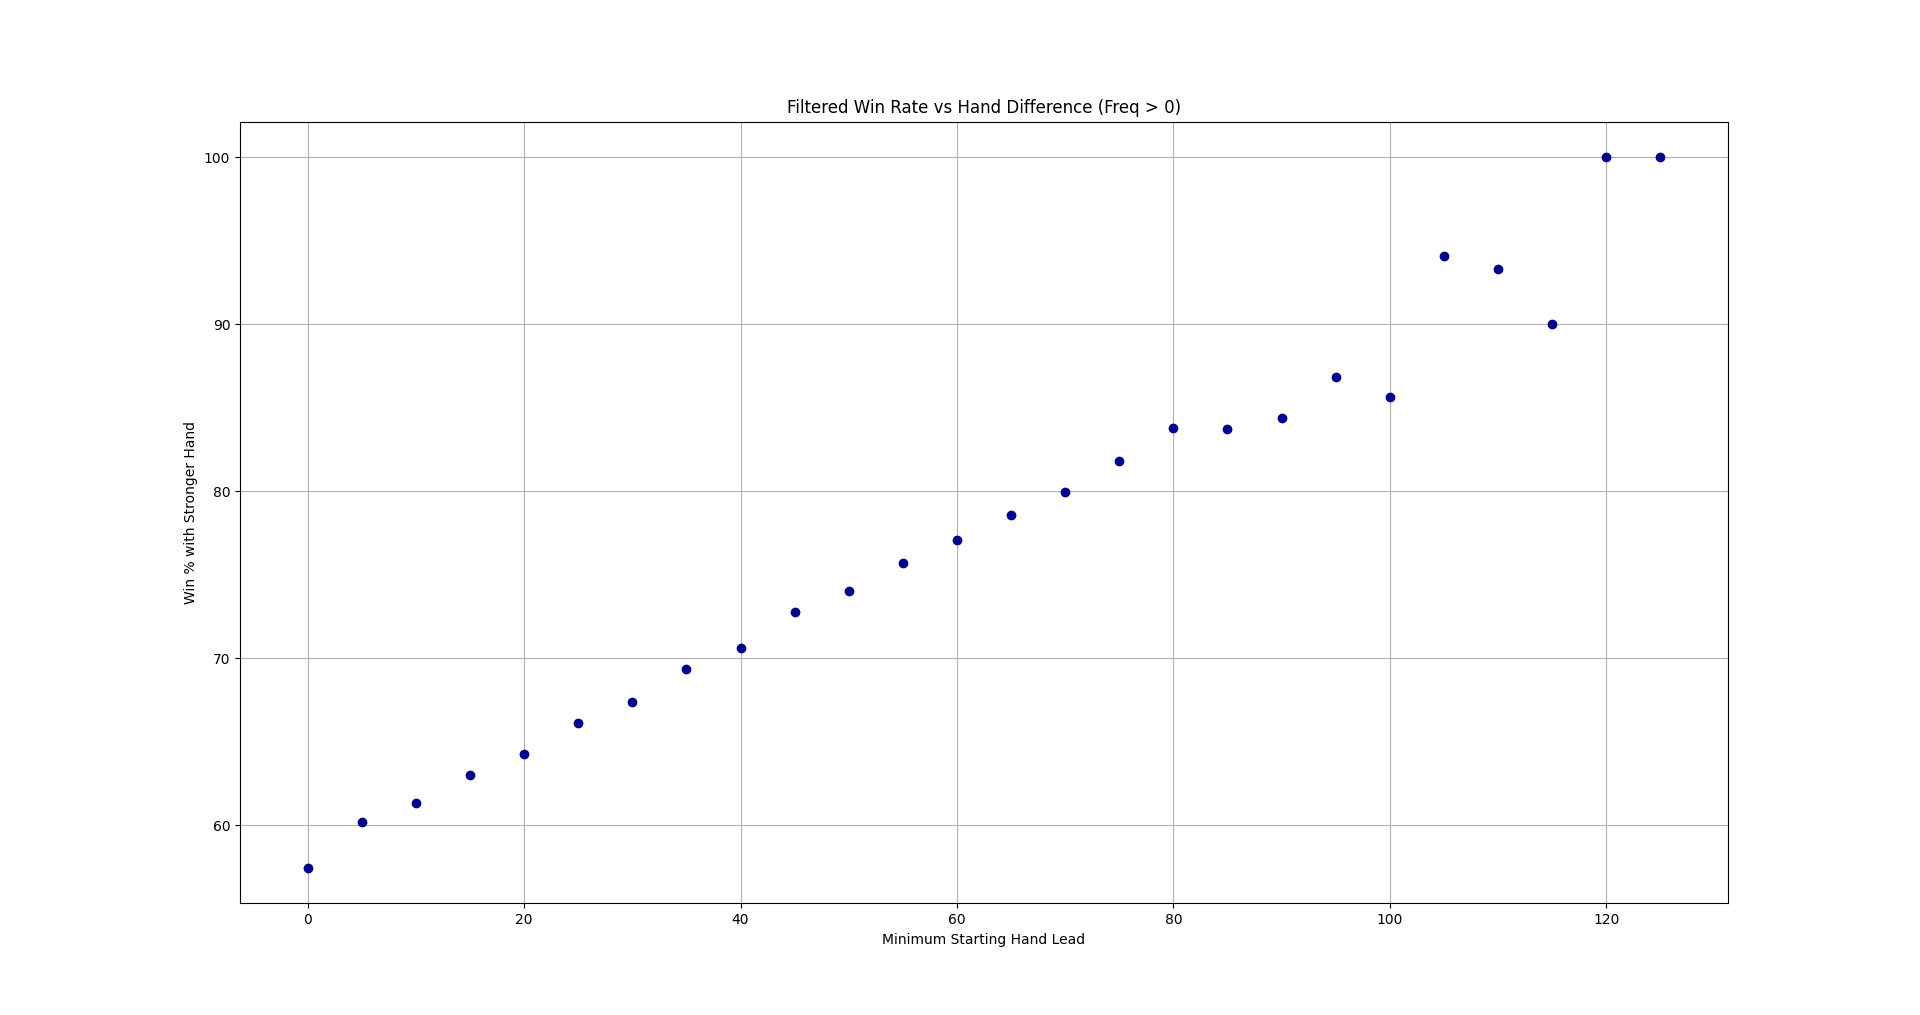 Filtered Win Rate vs Hand Difference (Freq > 0)
100
90
80
70
60
Win % with Stronger Hand
0 20 40 60 80 100 120
Minimum Starting Hand Lead